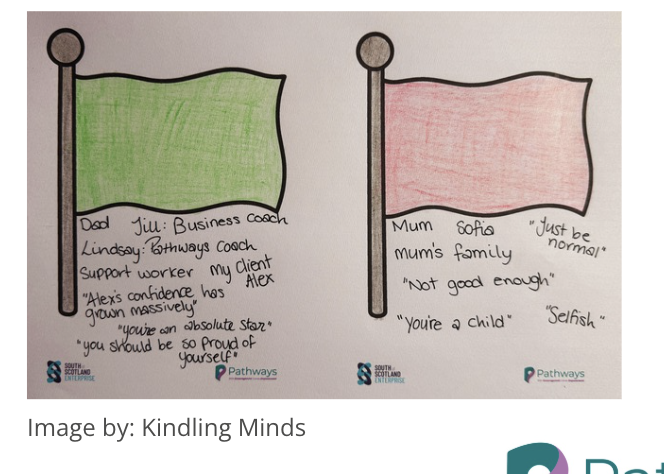 Dad Jill: Business Coach
Lindsay: Pathways Coach
Support worker My Client
Alex
"Alex's confidence has
grown massively"
"you're an absolute star"
"you should be so proud of
yourself"
SOUTH of
SCOTLAND
ENTERPRISE
Pathways
Mum Sofia "Just be
normal"
Mum's family
"Not good enough"
"You're a child" "Selfish"
SOUTH of
SCOTLAND
ENTERPRISE
Pathways
Image by: Kindling Minds